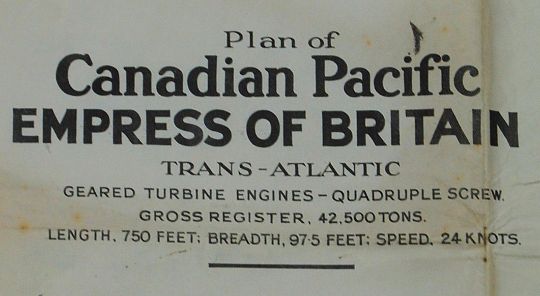 Plan of
Canadian Pacific
EMPRESS OF BRITAIN
TRANS-ATLANTIC
GEARED TURBINE ENGINES-QUADRUPLE SCREW.
GROSS REGISTER, 42,500 TONS.
LENGTH, 750 FEET; BREADTH, 97·5 FEET; SPEED, 24 KNOTS.